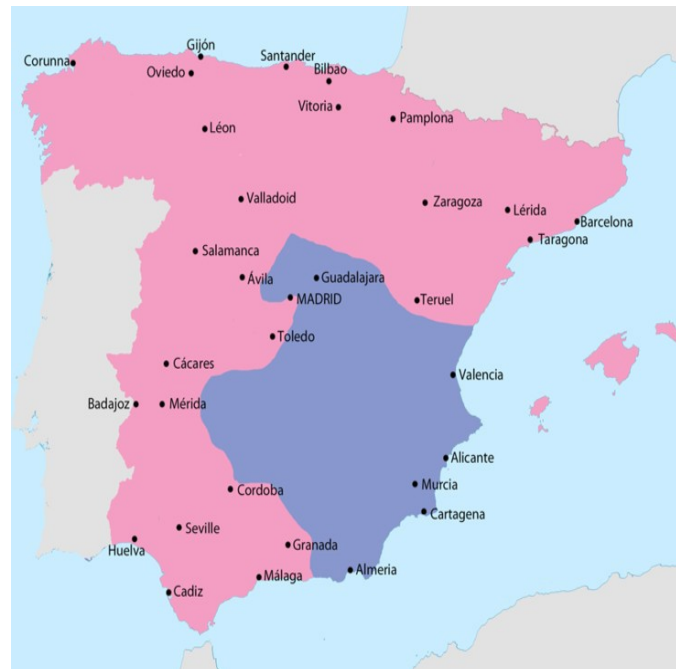 Gijón
Corunna
Santander
Oviedo
Bilbao
Vitoria
Pamplona
Léon
Valladoid
Zaragoza
Lérida
Barcelona
Taragona
Salamanca
Ávila
Guadalajara
MADRID
Teruel
Toledo
Cácares
Valencia
Badajoz
Mérida
Alicante
Cordoba
Murcia
Cartagena
Seville
Huelva
Granada
Almeria
Málaga
Cadiz